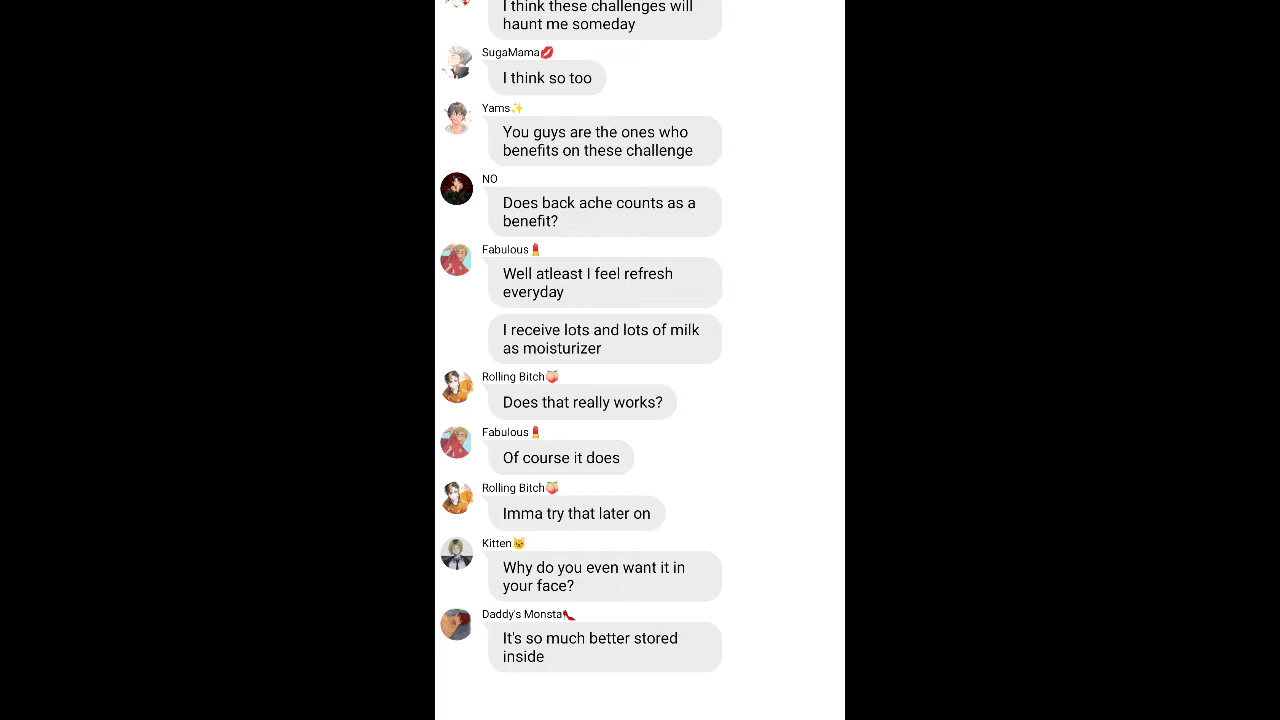 I think these challenges will
haunt me someday
SugaMama💋
I think so too
Yams✨
You guys are the ones who
benefits on these challenge
NO
Does back ache counts as a
benefit?
Fabulous💄
Well atleast I feel refresh
everyday
I receive lots and lots of milk
as moisturizer
Rolling Bitch🍑
Does that really works?
Fabulous💄
Of course it does
Rolling Bitch🍑
Imma try that later on
Kitten🐱
Why do you even want it in
your face?
Daddy's Monsta👠
It's so much better stored
inside